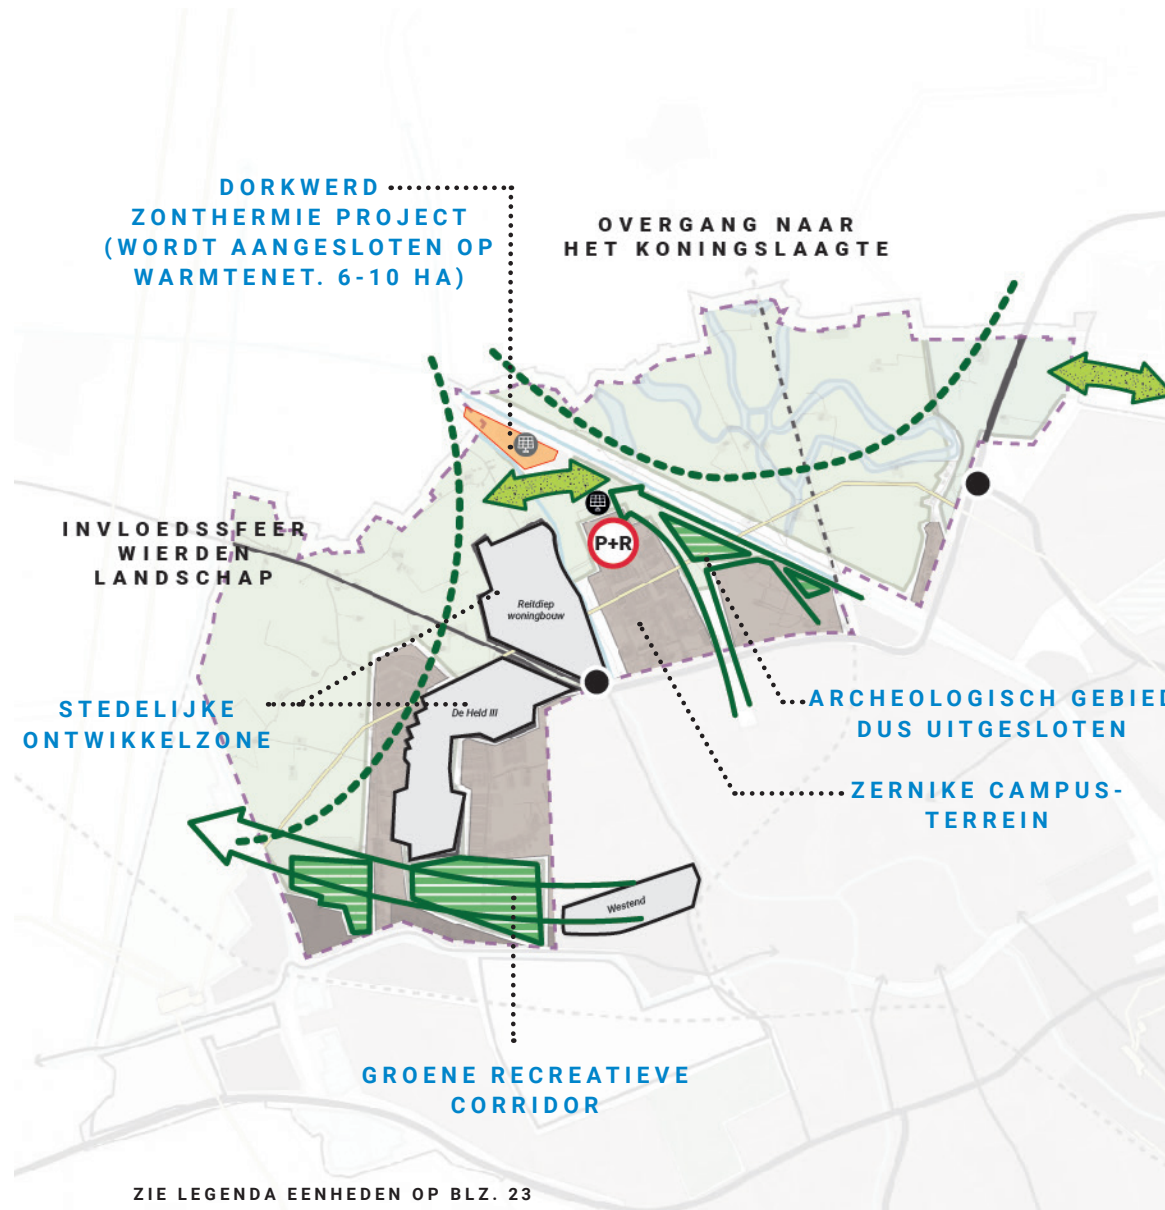 DORKWERD
ZONTHERMIE PROJECT
(WORDT AANGESLOTEN OP
WARMTENET. 6-10 HA)
OVERGANG NAAR
HET KONINGSLAAGTE
INVLOEDSSFEER
WIERDEN
LANDSCHAP
P+R
Reitdiep
woningbouw
De Held III
STEDELIJKE
ONTWIKKELZONE
ARCHEOLOGISCH GEBIED
DUS UITGESLOTEN
ZERNIKE CAMPUS-
TERREIN
Westend
GROENE RECREATIEVE
CORRIDOR
ZIE LEGENDA EENHEDEN OP BLZ. 23